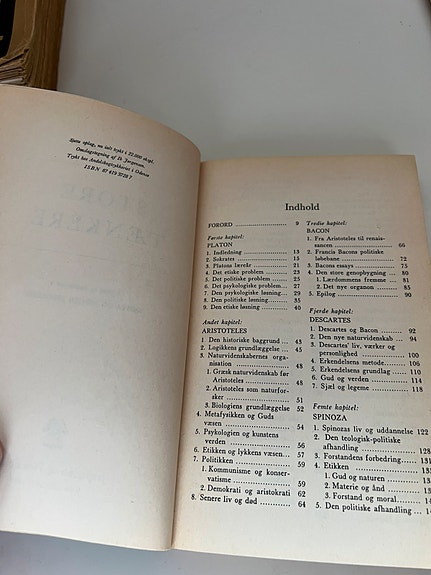 Sjette oplag, nu ialt trykt i 22.000 ekspl.
Omslagstegning af Ib Jørgensen.
Trykt hos Andelsbogtrykkeriet i Odense
ISBN 87 419 3728 7
Indhold
FORORD 9
Første kapitel:
PLATON
1. Indledning 13
2. Sokrates 15
3. Platons læreår 21
4. Det etiske problem 23
5. Det politiske problem 25
6. Det psykologiske problem 27
7. Den psykologiske løsning 29
8. Den politiske løsning 35
9. Den etiske løsning 40
Andet kapitel:
ARISTOTELES
1. Den historiske baggrund 43
2. Logikkens grundlæggelse 45
3. Naturvidenskabernes organisation 48
1. Græsk naturvidenskab før
Aristoteles 48
2. Aristoteles som naturforsker 51
3. Biologiens grundlæggelse 52
4. Metafysikken og Guds
væsen 54
5. Psykologien og kunstens
verden 56
6. Etikken og lykkens væsen 57
7. Politikken 59
1. Kommunisme og konservatisme 59
2. Demokrati og aristokrati 62
8. Senere liv og død 64
Tredie kapitel:
BACON
1. Fra Aristoteles til renaissancen 66
2. Francis Bacons politiske
løbebane 72
3. Bacons essays 75
4. Den store genopbygning 80
1. Lærdommens fremme 81
2. Det nye organon 85
5. Epilog 90
Fjerde kapitel:
DESCARTES
1. Descartes og Bacon 92
2. Den nye naturvidenskab 94
3. Descartes' liv, værker og
personlighed 100
4. Erkendelsens metode 106
5. Erkendelsens grundlag 110
6. Gud og verden 114
7. Sjæl og legeme 118
Femte kapitel:
SPINOZA
1. Spinozas liv og uddannelse 122
2. Den teologisk-politiske
afhandling 128
3. Forstandens forbedring 131
4. Etikken
1. Gud og naturen
2. Materie og ånd
3. Forstand og moral
5. Den politiske afhandling